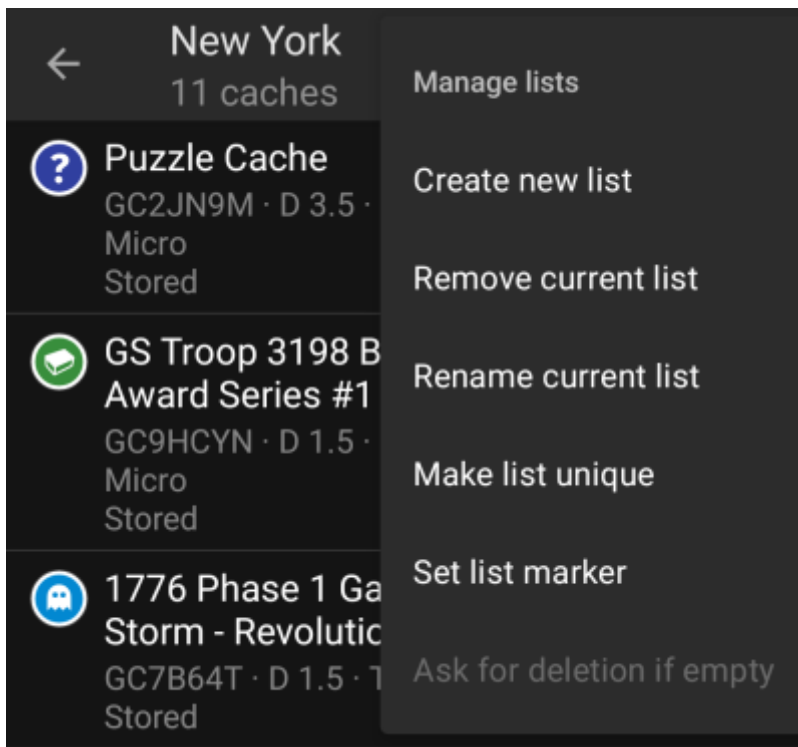 New York
11 caches
Puzzle Cache
GC2JN9M · D 3.5 ·
Micro
Stored
GS Troop 3198 B
Award Series #1
GC9HCYN · D 1.5 ·
Micro
Stored
1776 Phase 1 Ga
Storm - Revolutio
GC7B64T · D 1.5 · T
Stored
Manage lists
Create new list
Remove current list
Rename current list
Make list unique
Set list marker
Ask for deletion if empty